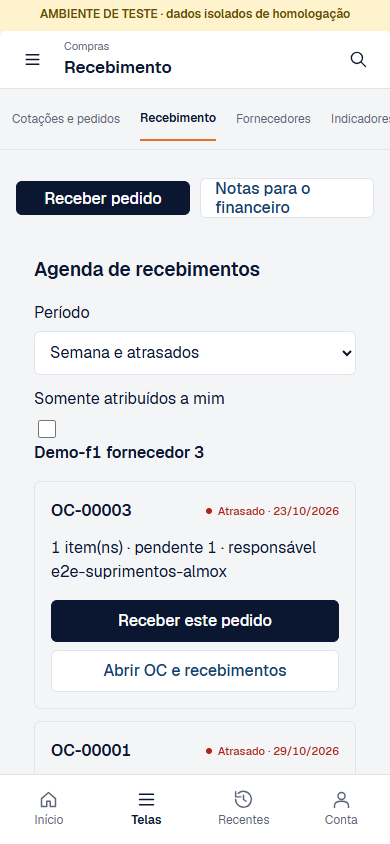 AMBIENTE DE TESTE · dados isolados de homologação
Compras
Recebimento
Cotações e pedidos
Recebimento
Fornecedores
Indicadores
Receber pedido
Notas para o
financeiro
Agenda de recebimentos
Período
Semana e atrasados
Somente atribuídos a mim
Demo-f1 fornecedor 3
OC-00003
Atrasado · 23/10/2026
1 item(ns) · pendente 1 · responsável
e2e-suprimentos-almox
Receber este pedido
Abrir OC e recebimentos
OC-00001
Atrasado · 29/10/2026
Início
Telas
Recentes
Conta